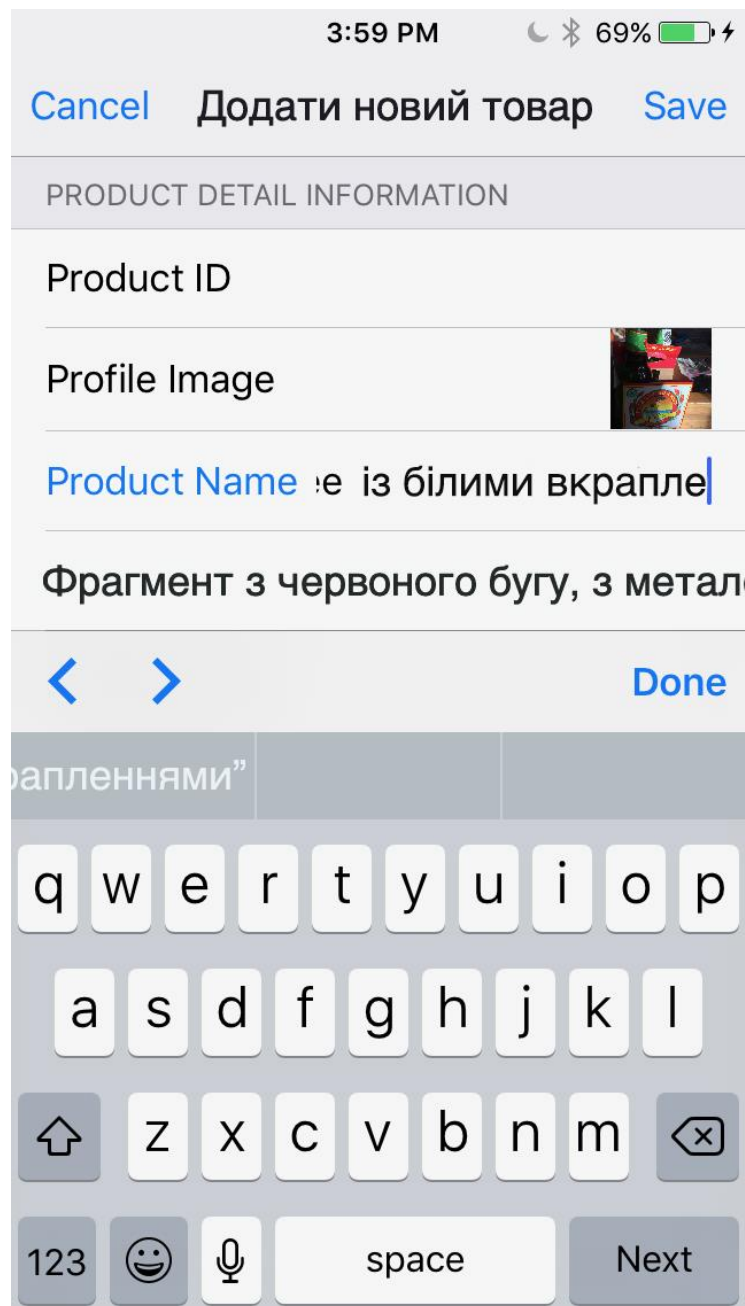 3:59 PM 69%
Cancel Додати новий товар Save
PRODUCT DETAIL INFORMATION
Product ID
Profile Image
Product Name :е із білими вкрапле
Фрагмент з червоного бугу, з метал
рапленнями”
Done
q w e r t y u i o p
a s d f g h j k l
z x c v b n m
123 space Next